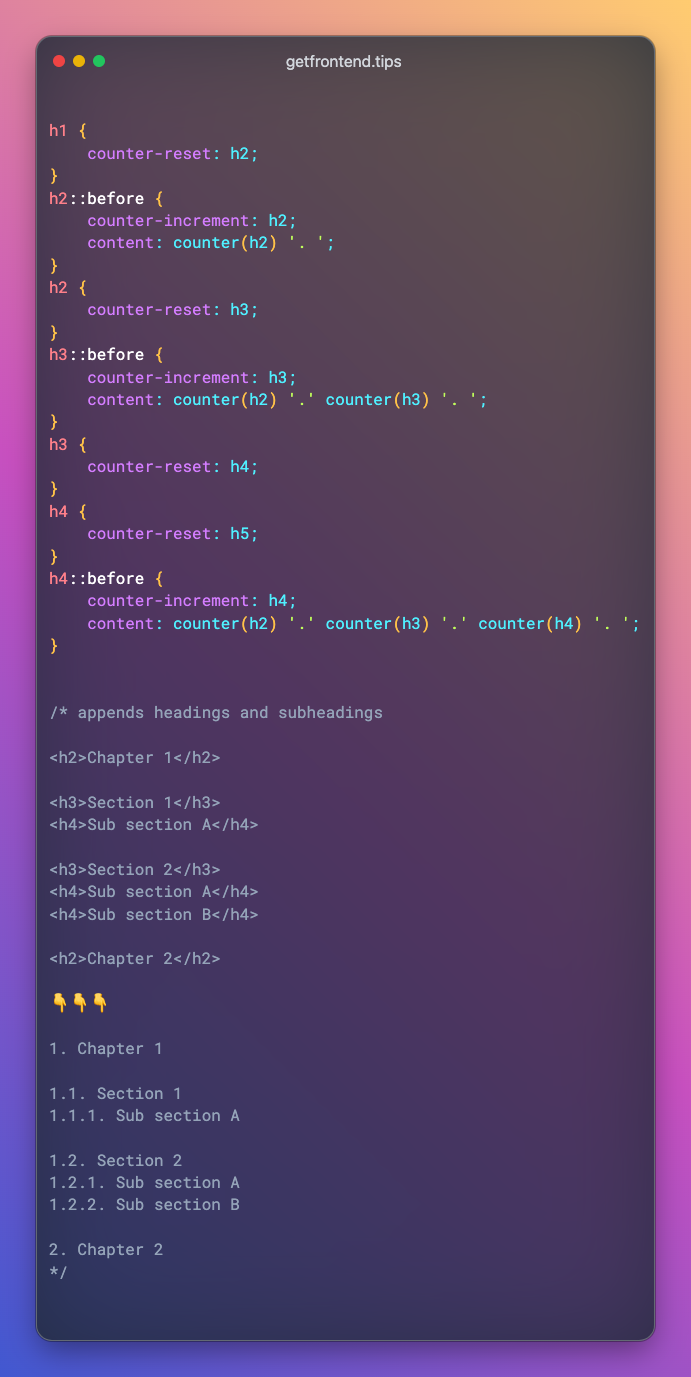 getfrontend.tips
h1 {
    counter-reset: h2;
}
h2::before {
    counter-increment: h2;
    content: counter(h2) '. ';
}
h2 {
    counter-reset: h3;
}
h3::before {
    counter-increment: h3;
    content: counter(h2) '.' counter(h3) '. ';
}
h3 {
    counter-reset: h4;
}
h4 {
    counter-reset: h5;
}
h4::before {
    counter-increment: h4;
    content: counter(h2) '.' counter(h3) '.' counter(h4) '. ';
}
/* appends headings and subheadings
<h2>Chapter 1</h2>
<h3>Section 1</h3>
<h4>Sub section A</h4>
<h3>Section 2</h3>
<h4>Sub section A</h4>
<h4>Sub section B</h4>
<h2>Chapter 2</h2>
👇👇👇
1. Chapter 1
1.1. Section 1
1.1.1. Sub section A
1.2. Section 2
1.2.1. Sub section A
1.2.2. Sub section B
2. Chapter 2
*/